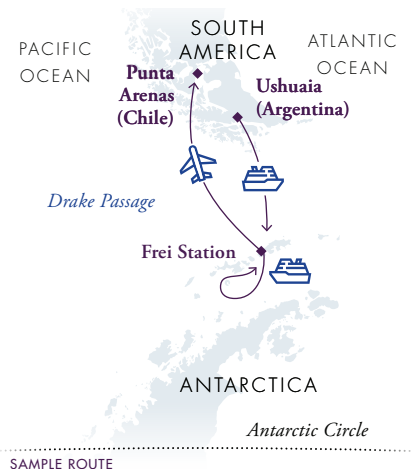 SOUTH
AMERICA
PACIFIC
OCEAN
ATLANTIC
OCEAN
Punta
Arenas
(Chile)
Ushuaia
(Argentina)
Drake Passage
Frei Station
ANTARCTICA
Antarctic Circle
SAMPLE ROUTE